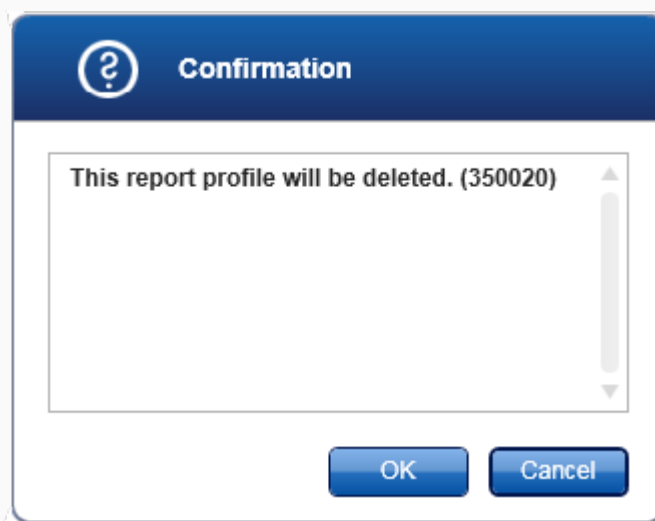 Confirmation
This report profile will be deleted. (350020)
OK
Cancel